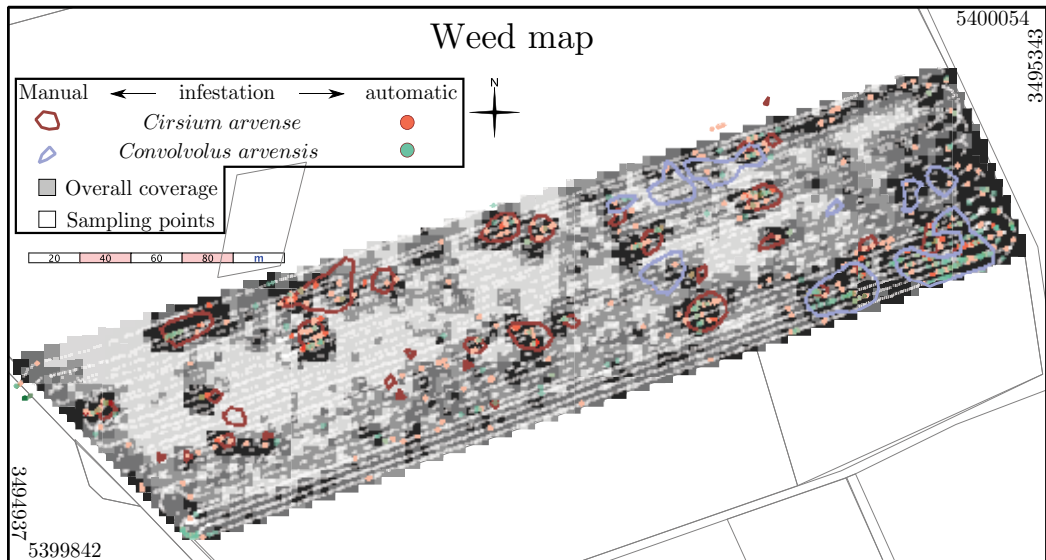 5400054
Weed map
3495343
N
Manual infestation automatic
Cirsium arvense
Convolvolus arvensis
Overall coverage
Sampling points
20 40 60 80 m
3494937
5399842